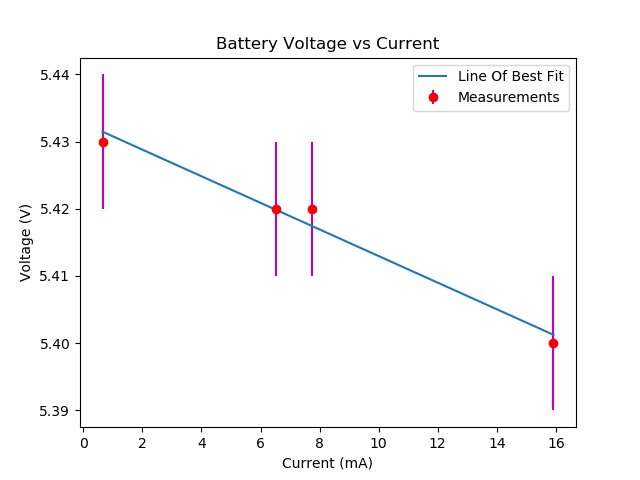 Battery Voltage vs Current
Line Of Best Fit
Measurements
5.44
5.43
5.42
5.41
5.40
5.39
Voltage (V)
0 2 4 6 8 10 12 14 16
Current (mA)